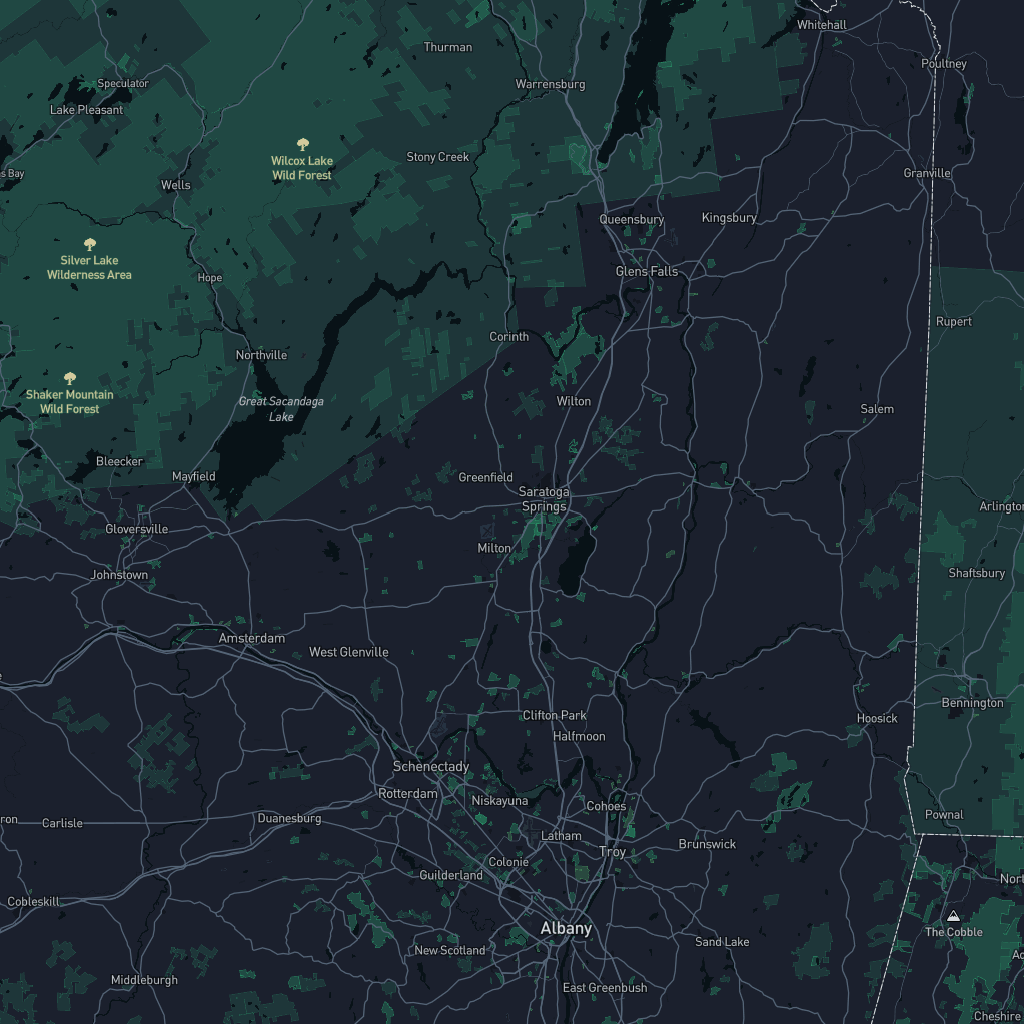 Whitehall
Thurman
Poultney
Speculator
Warrensburg
Lake Pleasant
Stony Creek
Wilcox Lake
Wild Forest
s Bay
Granville
Wells
Queensbury
Kingsbury
Silver Lake
Wilderness Area
Glens Falls
Hope
Rupert
Corinth
Northville
Shaker Mountain
Wild Forest
Great Sacandaga
Lake
Wilton
Salem
Bleecker
Mayfield
Greenfield
Saratoga
Springs
Arlington
Gloversville
Milton
Johnstown
Shaftsbury
Amsterdam
West Glenville
Bennington
Clifton Park
Hoosick
Halfmoon
Schenectady
Rotterdam
Niskayuna
Cohoes
Pownal
ron
Carlisle
Duanesburg
Latham
Brunswick
Troy
Colonie
Guilderland
Nort
Cobleskill
Albany
The Cobble
Sand Lake
New Scotland
Middleburgh
East Greenbush
Cheshire